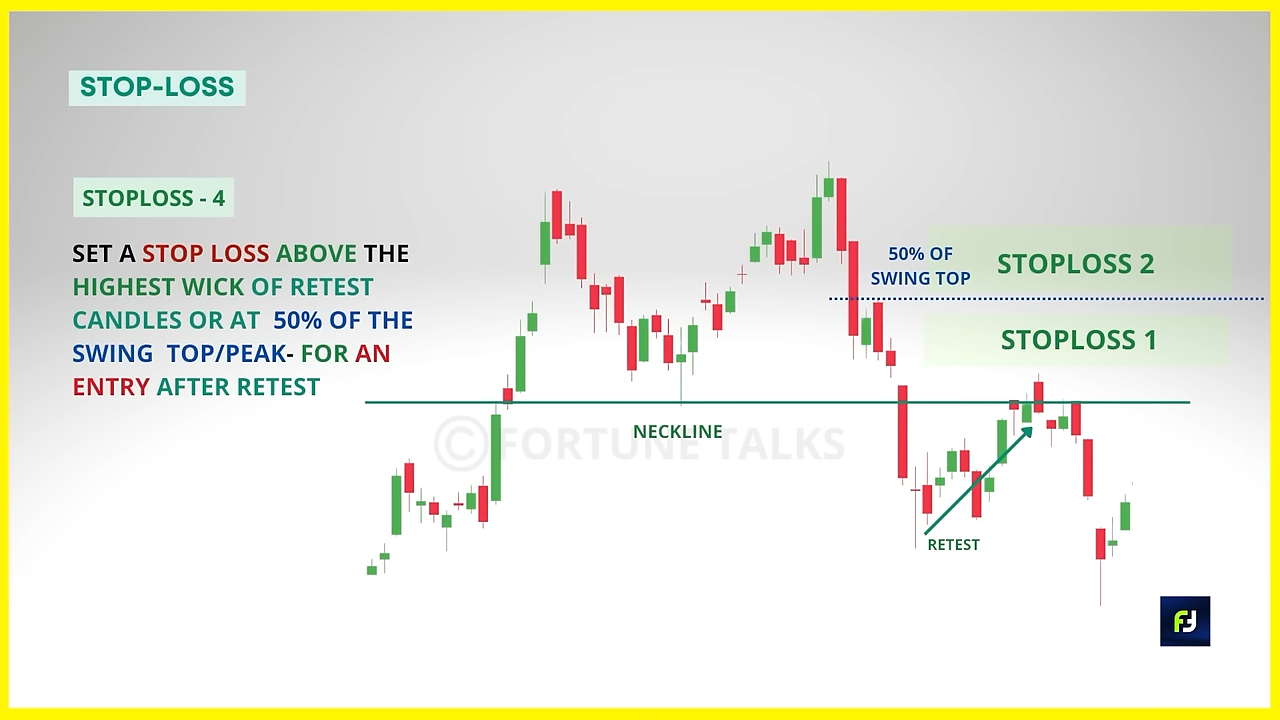 STOP-LOSS
STOPLOSS - 4
SET A STOP LOSS ABOVE THE
HIGHEST WICK OF RETEST
CANDLES OR AT 50% OF THE
SWING TOP/PEAK- FOR AN
ENTRY AFTER RETEST
50% OF
SWING TOP
STOPLOSS 2
STOPLOSS 1
NECKLINE
©FORTUNE TALKS
RETEST